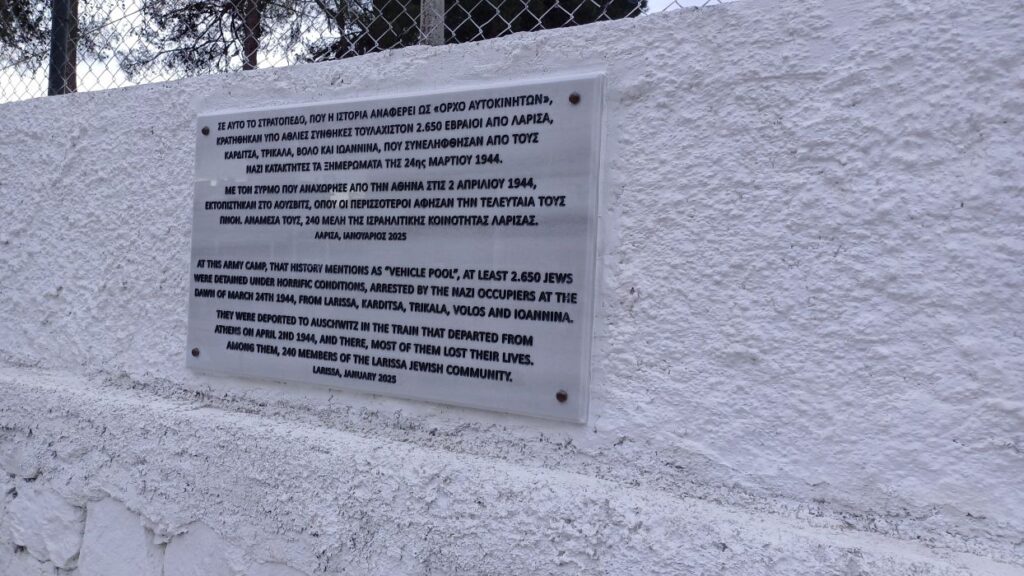 ΣΕ ΑΥΤΟ ΤΟ ΣΤΡΑΤΟΠΕΔΟ, ΠΟΥ Η ΙΣΤΟΡΙΑ ΑΝΑΦΕΡΕΙ ΩΣ «ΟΡΧΟ ΑΥΤΟΚΙΝΗΤΩΝ»,
ΚΡΑΤΗΘΗΚΑΝ ΥΠΟ ΑΘΛΙΕΣ ΣΥΝΘΗΚΕΣ ΤΟΥΛΑΧΙΣΤΟΝ 2.650 ΕΒΡΑΙΟΙ ΑΠΟ ΛΑΡΙΣΑ,
ΚΑΡΔΙΤΣΑ, ΤΡΙΚΑΛΑ, ΒΟΛΟ ΚΑΙ ΙΩΑΝΝΙΝΑ, ΠΟΥ ΣΥΝΕΛΗΦΘΗΣΑΝ ΑΠΟ ΤΟΥΣ
ΝΑΖΙ ΚΑΤΑΚΤΗΤΕΣ ΤΑ ΞΗΜΕΡΩΜΑΤΑ ΤΗΣ 24ης ΜΑΡΤΙΟΥ 1944.
ΜΕ ΤΟΝ ΣΥΡΜΟ ΠΟΥ ΑΝΑΧΩΡΗΣΕ ΑΠΟ ΤΗΝ ΑΘΗΝΑ ΣΤΙΣ 2 ΑΠΡΙΛΙΟΥ 1944,
ΕΚΤΟΠΙΣΤΗΚΑΝ ΣΤΟ ΑΟΥΣΒΙΤΣ, ΟΠΟΥ ΟΙ ΠΕΡΙΣΣΟΤΕΡΟΙ ΑΦΗΣΑΝ ΤΗΝ ΤΕΛΕΥΤΑΙΑ ΤΟΥΣ
ΠΝΟΗ. ΑΝΑΜΕΣΑ ΤΟΥΣ, 240 ΜΕΛΗ ΤΗΣ ΙΣΡΑΗΛΙΤΙΚΗΣ ΚΟΙΝΟΤΗΤΑΣ ΛΑΡΙΣΑΣ.
ΛΑΡΙΣΑ, ΙΑΝΟΥΑΡΙΟΣ 2025
AT THIS ARMY CAMP, THAT HISTORY MENTIONS AS "VEHICLE POOL", AT LEAST 2.650 JEWS
WERE DETAINED UNDER HORRIFIC CONDITIONS, ARRESTED BY THE NAZI OCCUPIERS AT THE
DAWN OF MARCH 24TH 1944, FROM LARISSA, KARDITSA, TRIKALA, VOLOS AND IOANNINA.
THEY WERE DEPORTED TO AUSCHWITZ IN THE TRAIN THAT DEPARTED FROM
ATHENS ON APRIL 2ND 1944, AND THERE, MOST OF THEM LOST THEIR LIVES.
AMONG THEM, 240 MEMBERS OF THE LARISSA JEWISH COMMUNITY.
LARISSA, JANUARY 2025